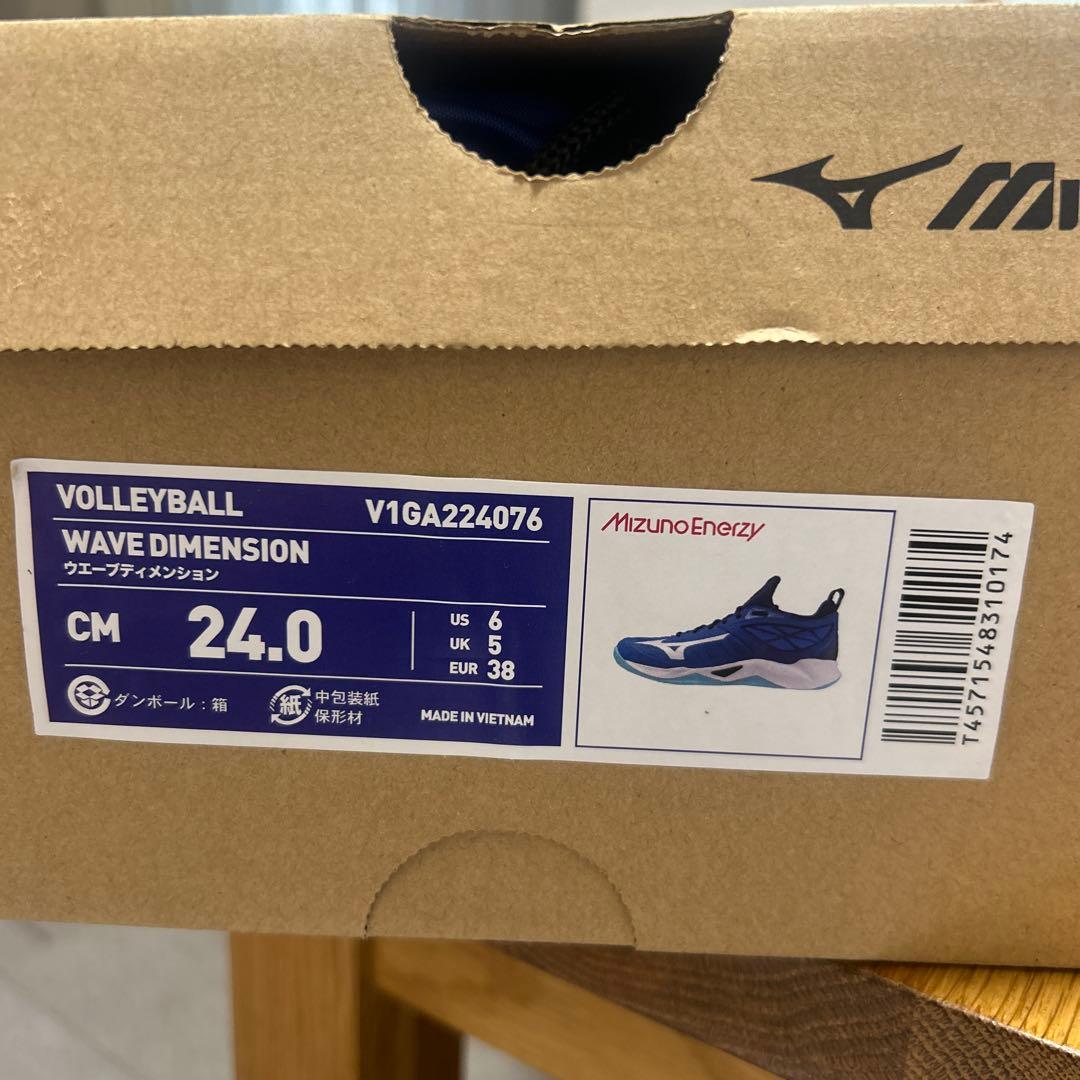 VOLLEYBALL V1GA224076
WAVE DIMENSION
ウエーブディメンション
CM 24.0
US 6
UK 5
EUR 38
ダンボール：箱
紙 中包装紙
保形材
MADE IN VIETNAM
MIZUNO ENERZY
T457154831017４